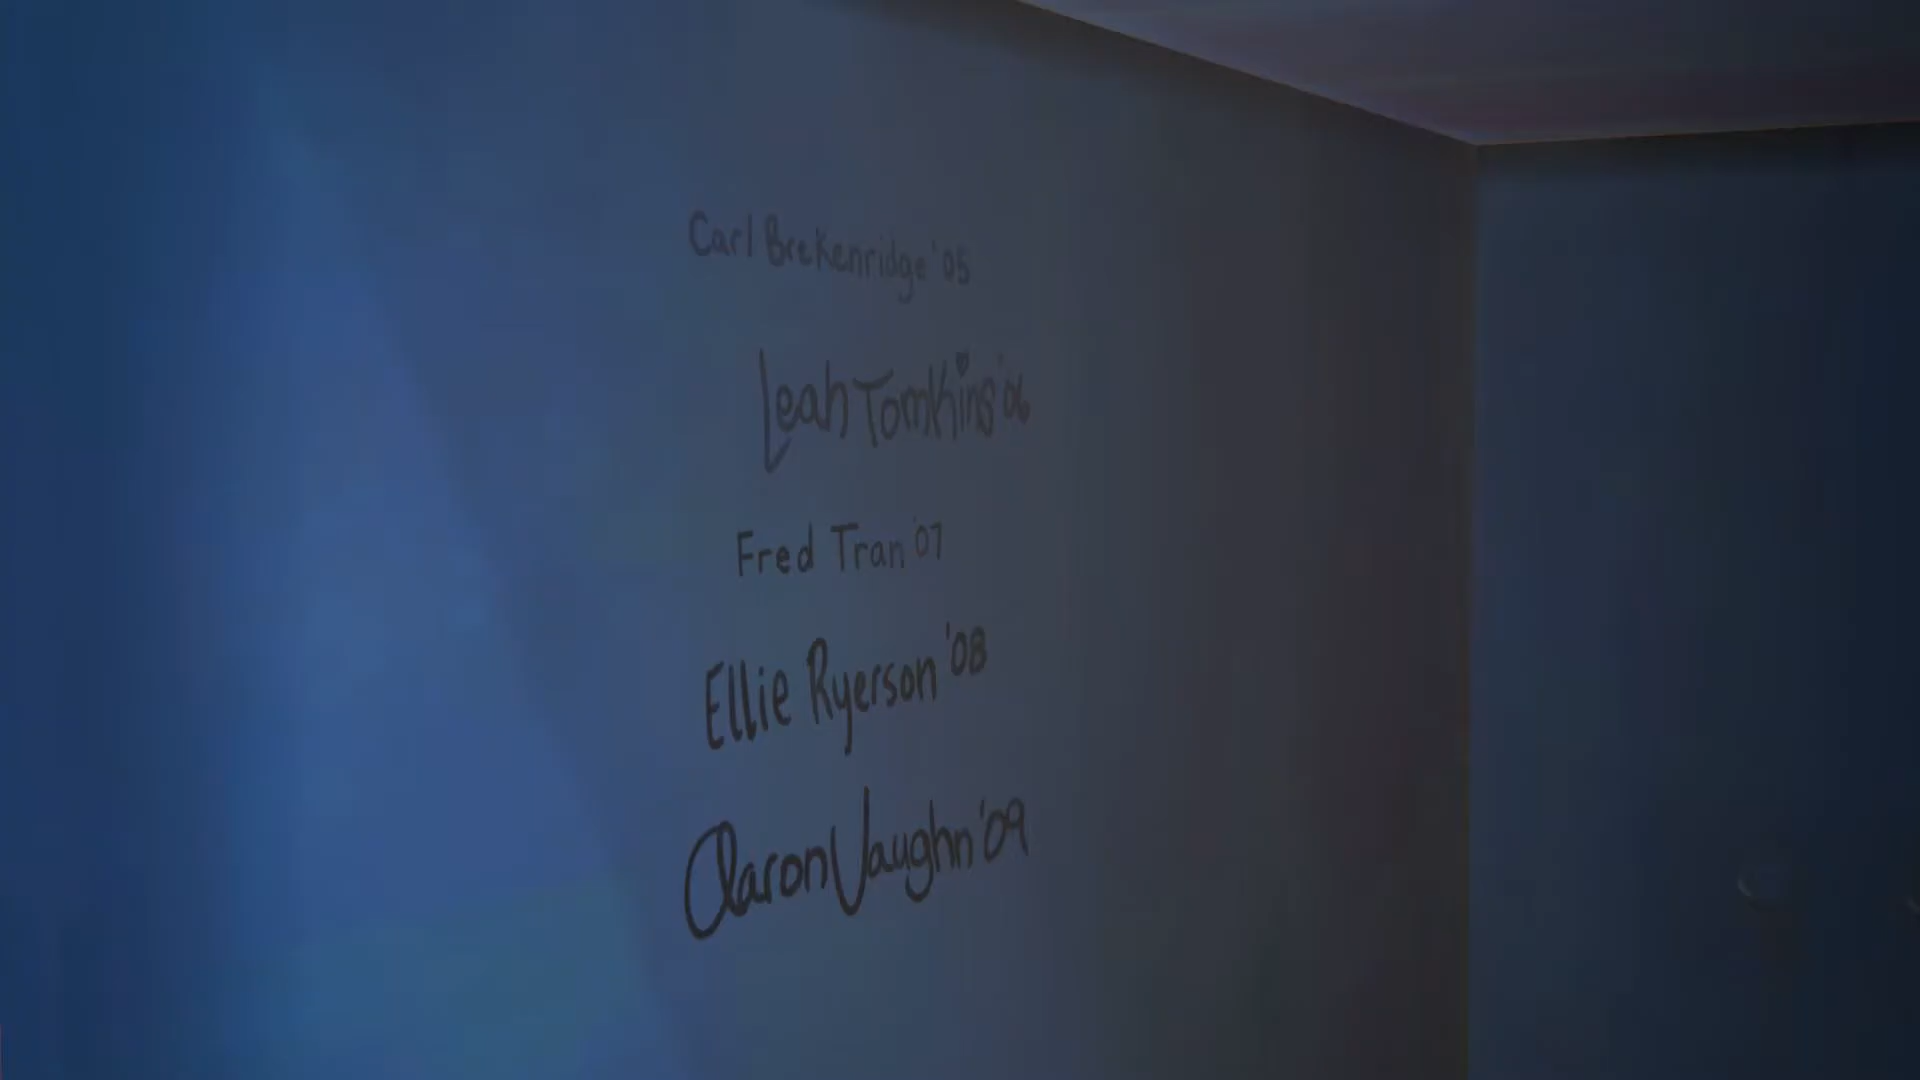 Carl Brekenridge '05
Leah Tomkins '06
Fred Tran '07
Ellie Ryerson '08
Aaron Vaughn '09